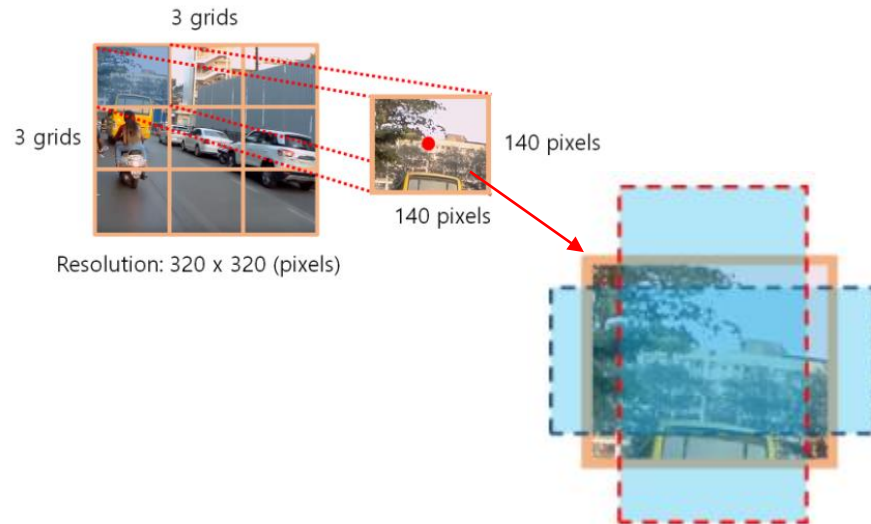 3 grids
3 grids
140 pixels
140 pixels
Resolution: 320 x 320 (pixels)